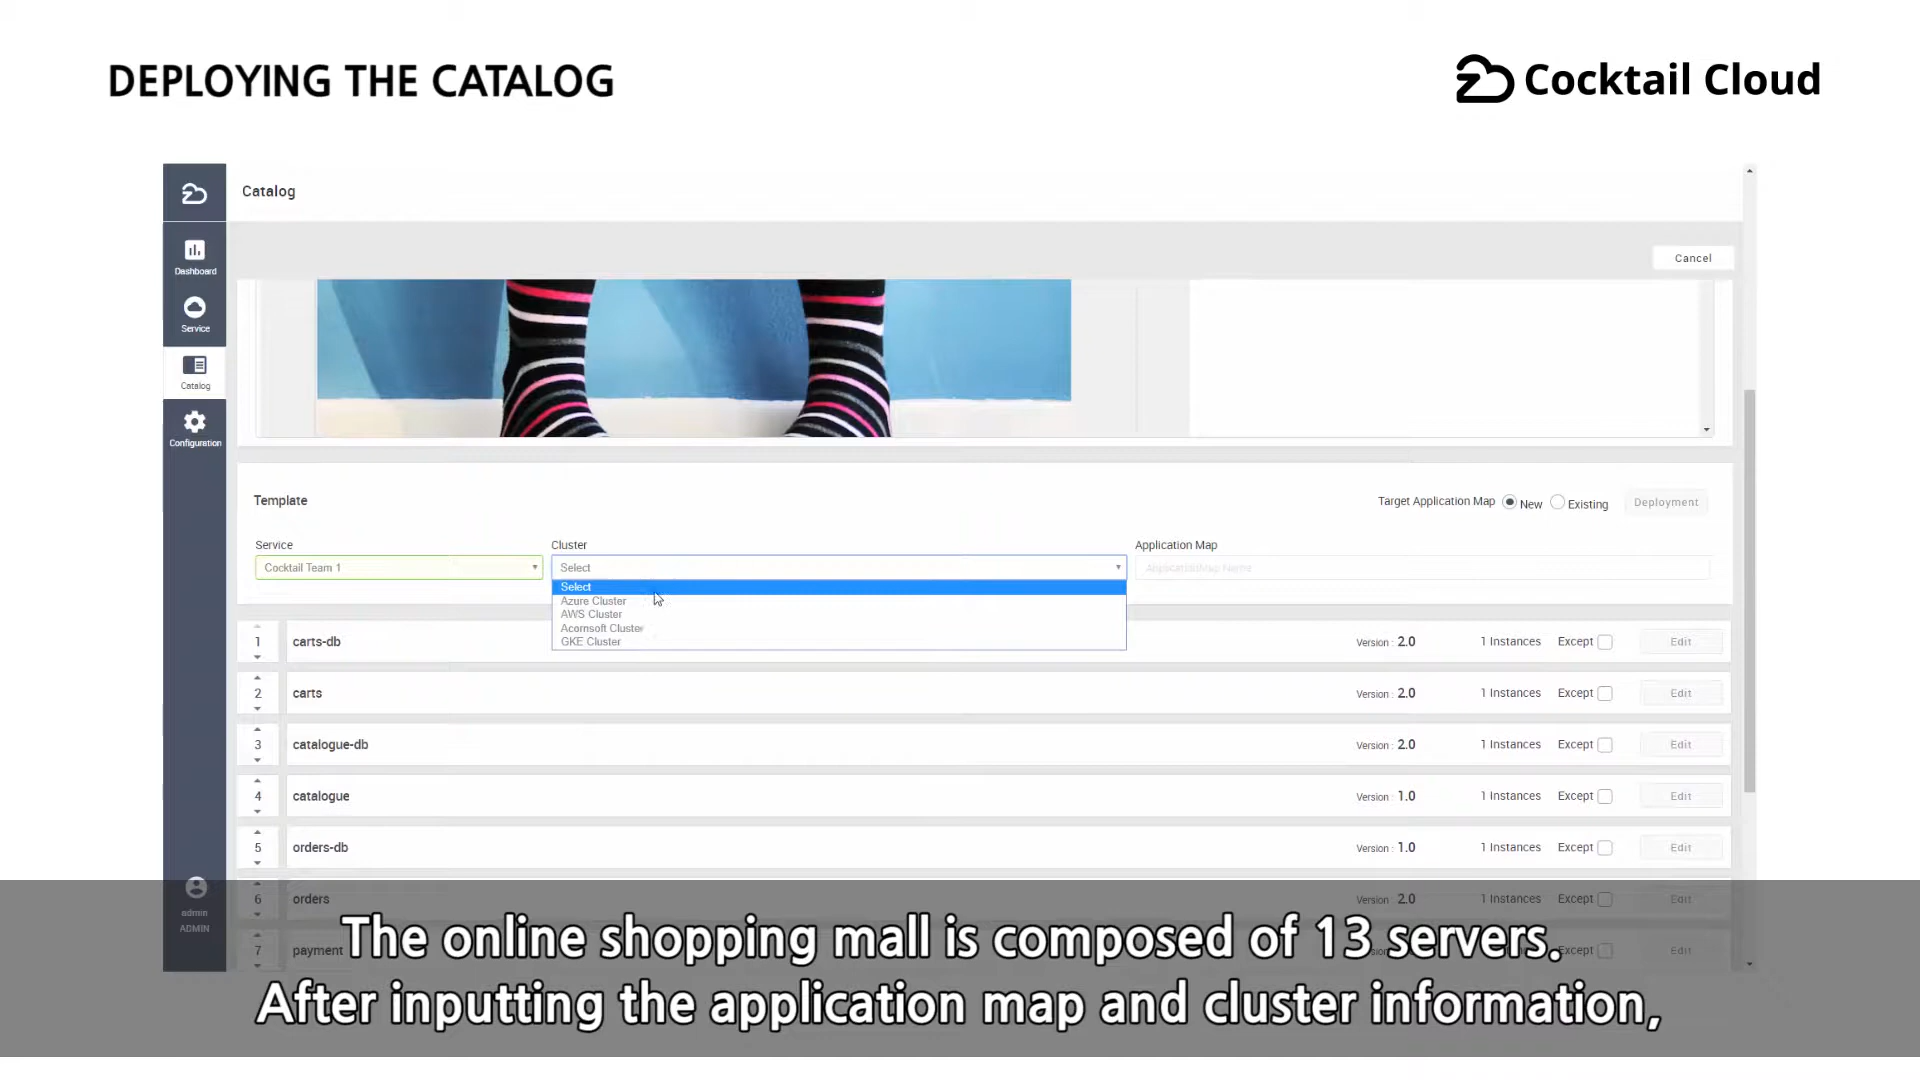 DEPLOYING THE CATALOG
Cocktail Cloud
Catalog
Dashboard
Service
Catalog
Configuration
admin
ADMIN
Cancel
Template
Target Application Map New Existing Deployment
Service Cluster Application Map
Cocktail Team 1 Select ApplicationMap Name
Select
Azure Cluster
AWS Cluster
Acornsoft Cluster
GKE Cluster
1 carts-db Version : 2.0 1 Instances Except Edit
2 carts Version : 2.0 1 Instances Except Edit
3 catalogue-db Version : 2.0 1 Instances Except Edit
4 catalogue Version : 1.0 1 Instances Except Edit
5 orders-db Version : 1.0 1 Instances Except Edit
6 orders Version : 2.0 1 Instances Except Edit
7 payment Except Edit
The online shopping mall is composed of 13 servers.
After inputting the application map and cluster information,